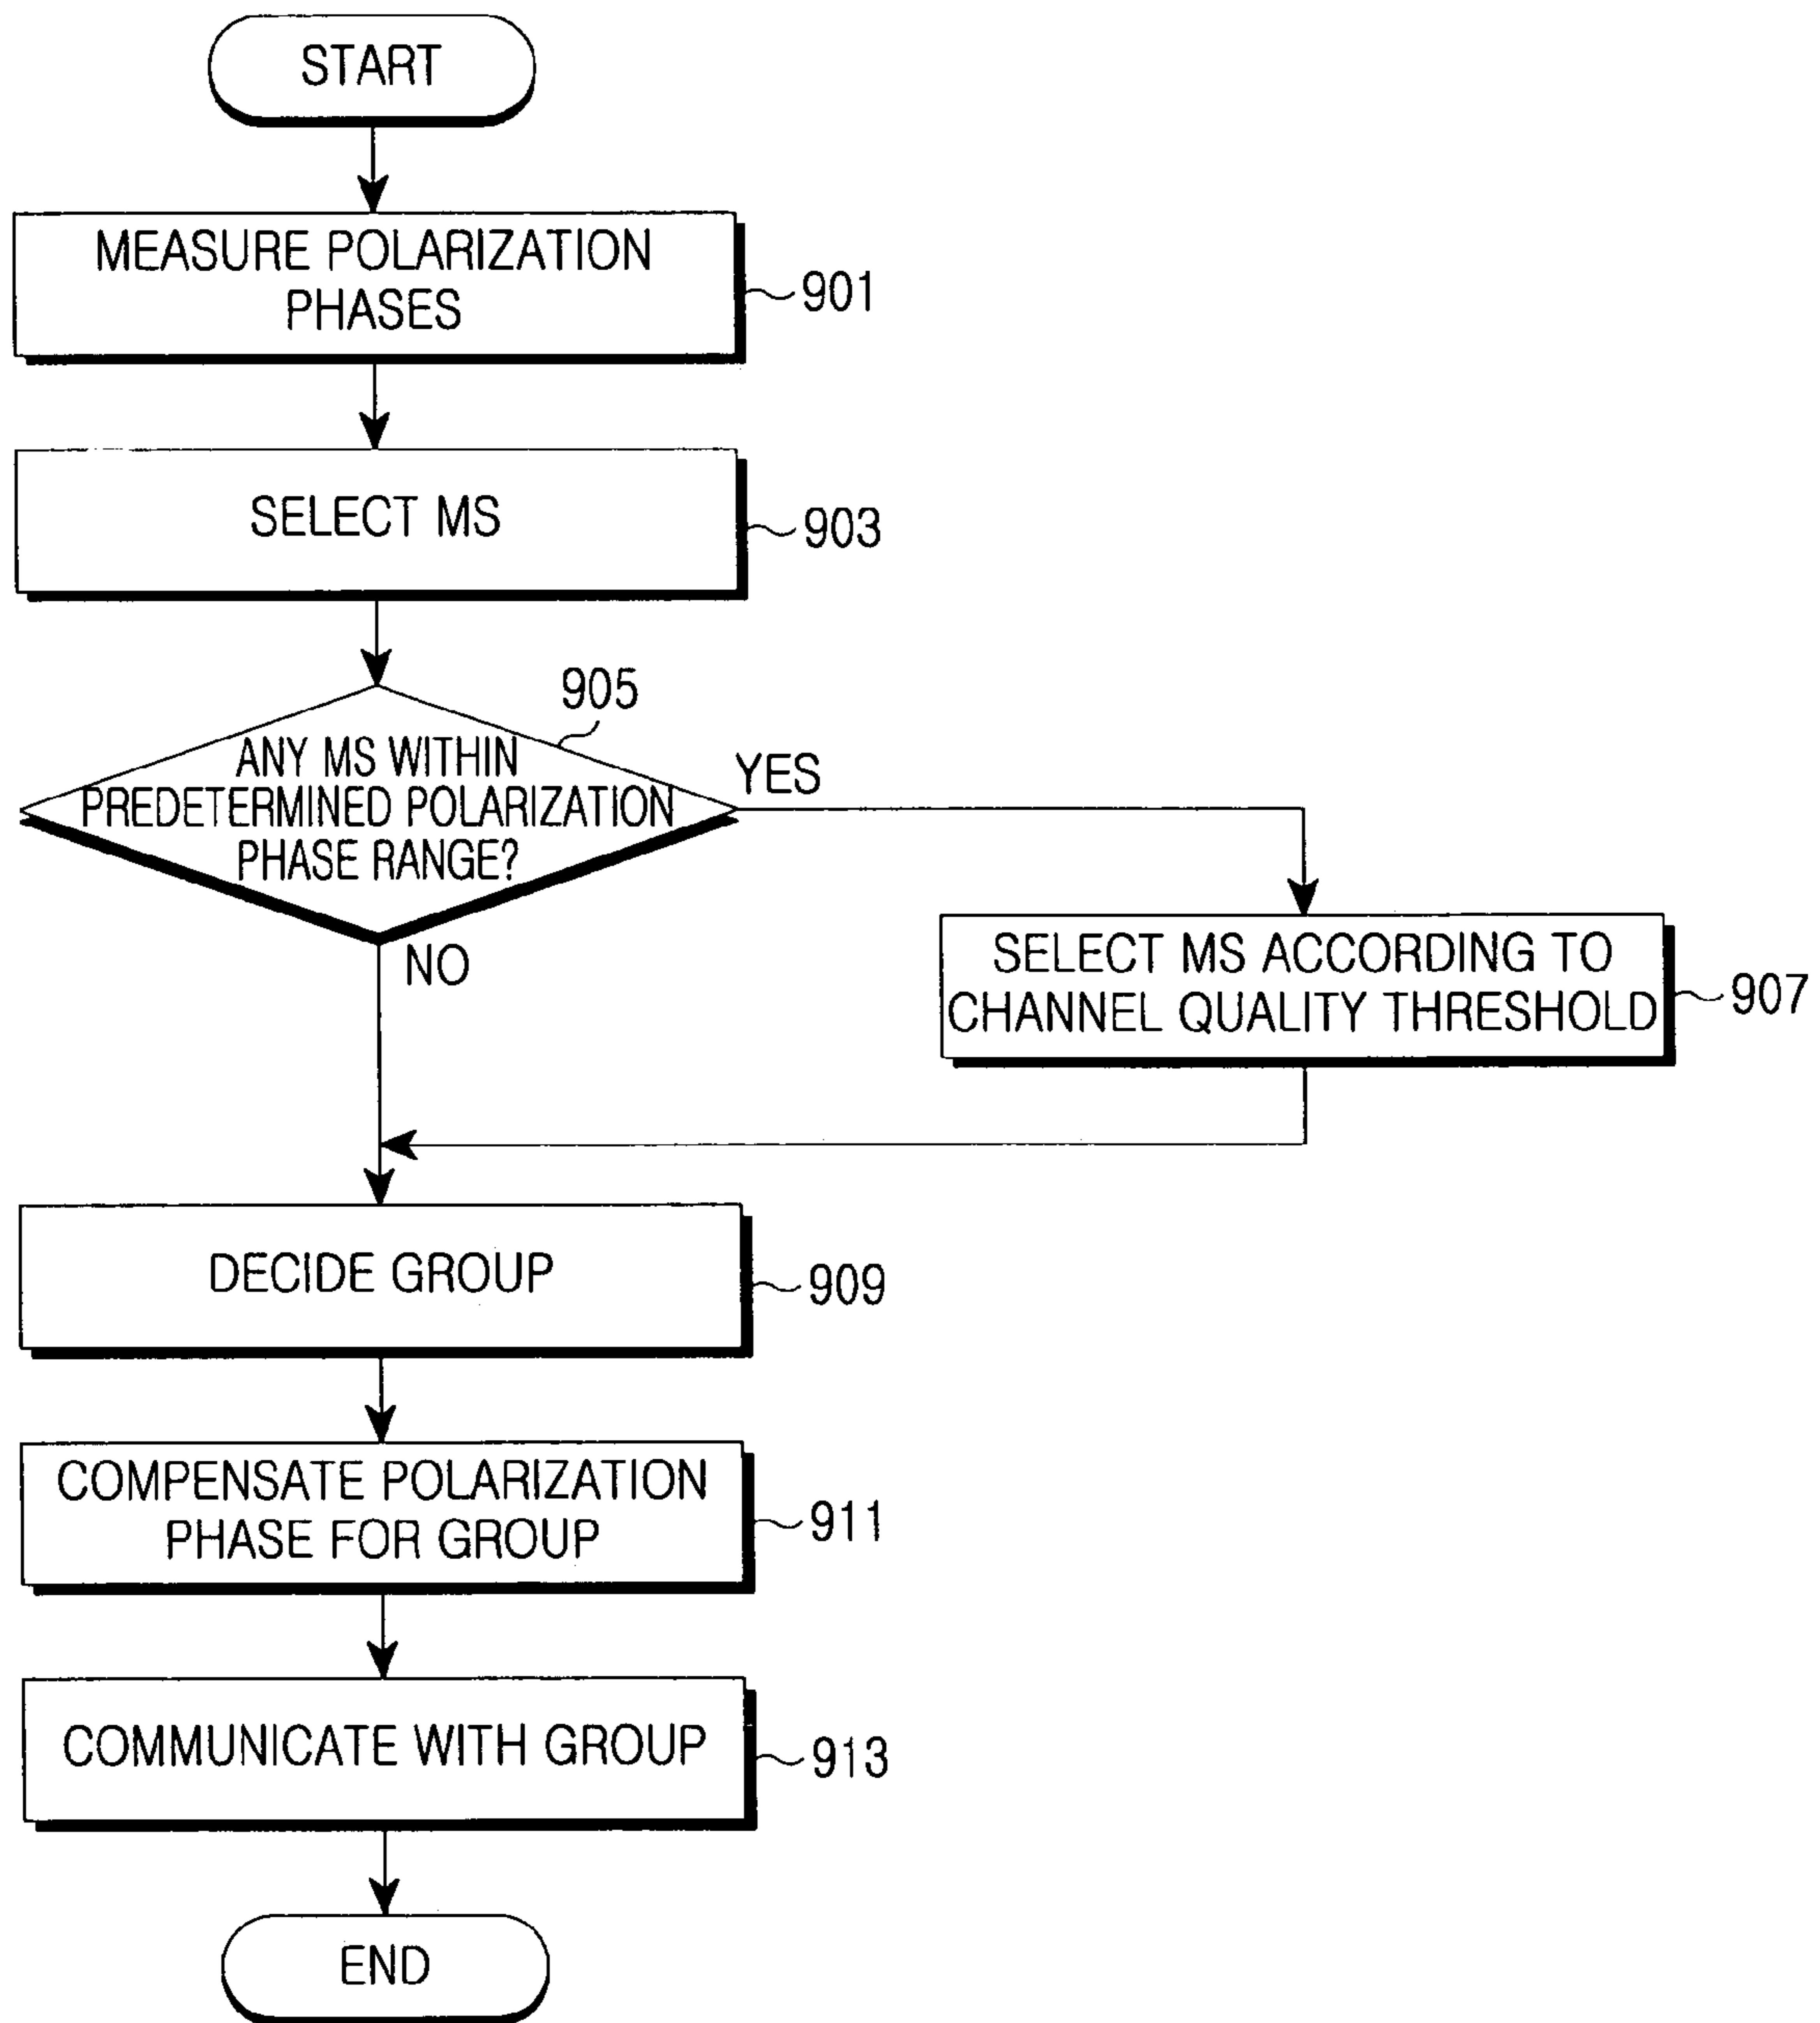 START
MEASURE POLARIZATION
PHASES
901
SELECT MS
903
905
ANY MS WITHIN
PREDETERMINED POLARIZATION
PHASE RANGE?
YES
NO
SELECT MS ACCORDING TO
CHANNEL QUALITY THRESHOLD
907
DECIDE GROUP
909
COMPENSATE POLARIZATION
PHASE FOR GROUP
911
COMMUNICATE WITH GROUP
913
END